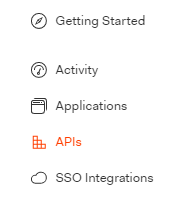 Getting Started
Activity
Applications
APIs
SSO Integrations